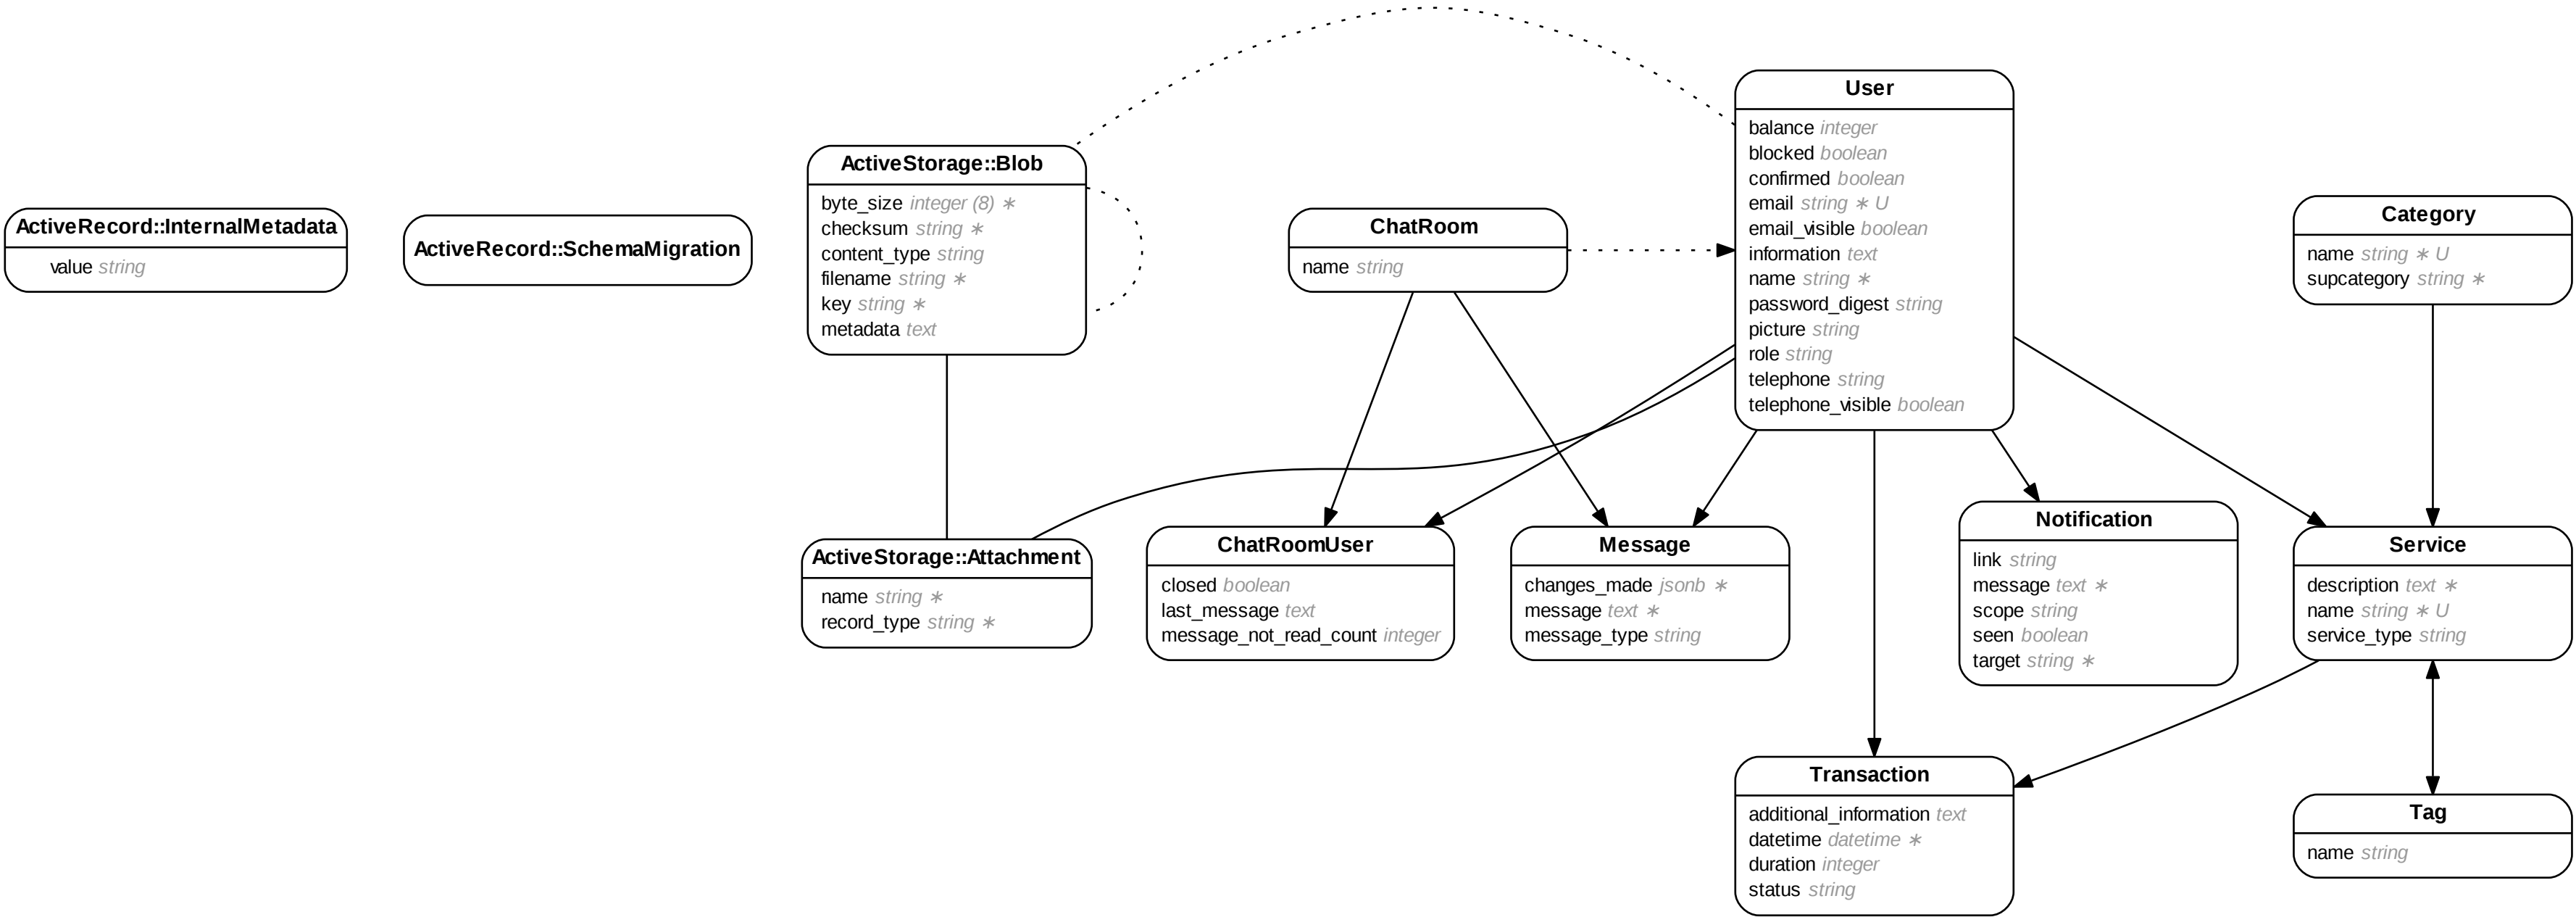 ActiveRecord::InternalMetadata
value string
ActiveRecord::SchemaMigration
ActiveStorage::Blob
byte_size integer (8) ∗
checksum string ∗
content_type string
filename string ∗
key string ∗
metadata text
ActiveStorage::Attachment
name string ∗
record_type string ∗
ChatRoom
name string
ChatRoomUser
closed boolean
last_message text
message_not_read_count integer
Message
changes_made jsonb ∗
message text ∗
message_type string
User
balance integer
blocked boolean
confirmed boolean
email string ∗ U
email_visible boolean
information text
name string ∗
password_digest string
picture string
role string
telephone string
telephone_visible boolean
Notification
link string
message text ∗
scope string
seen boolean
target string ∗
Transaction
additional_information text
datetime datetime ∗
duration integer
status string
Category
name string ∗ U
supcategory string ∗
Service
description text ∗
name string ∗ U
service_type string
Tag
name string